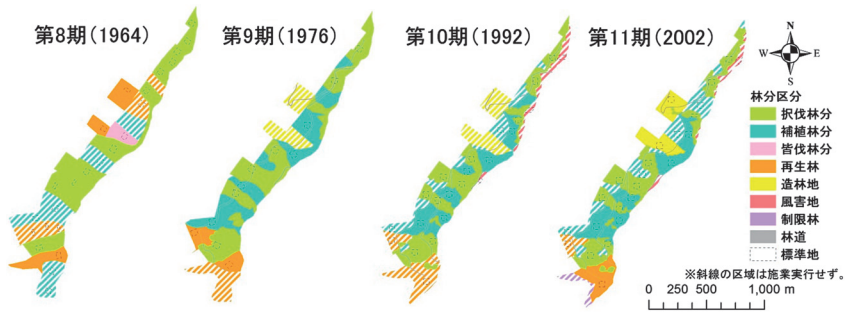 第8期(1964)
第9期(1976)
第10期(1992)
第11期(2002)
N
W E
S
林分区分
択伐林分
補植林分
皆伐林分
再生林
造林地
風害地
制限林
林道
標準地
※斜線の区域は施業実行せず。
0 250 500 1,000 m